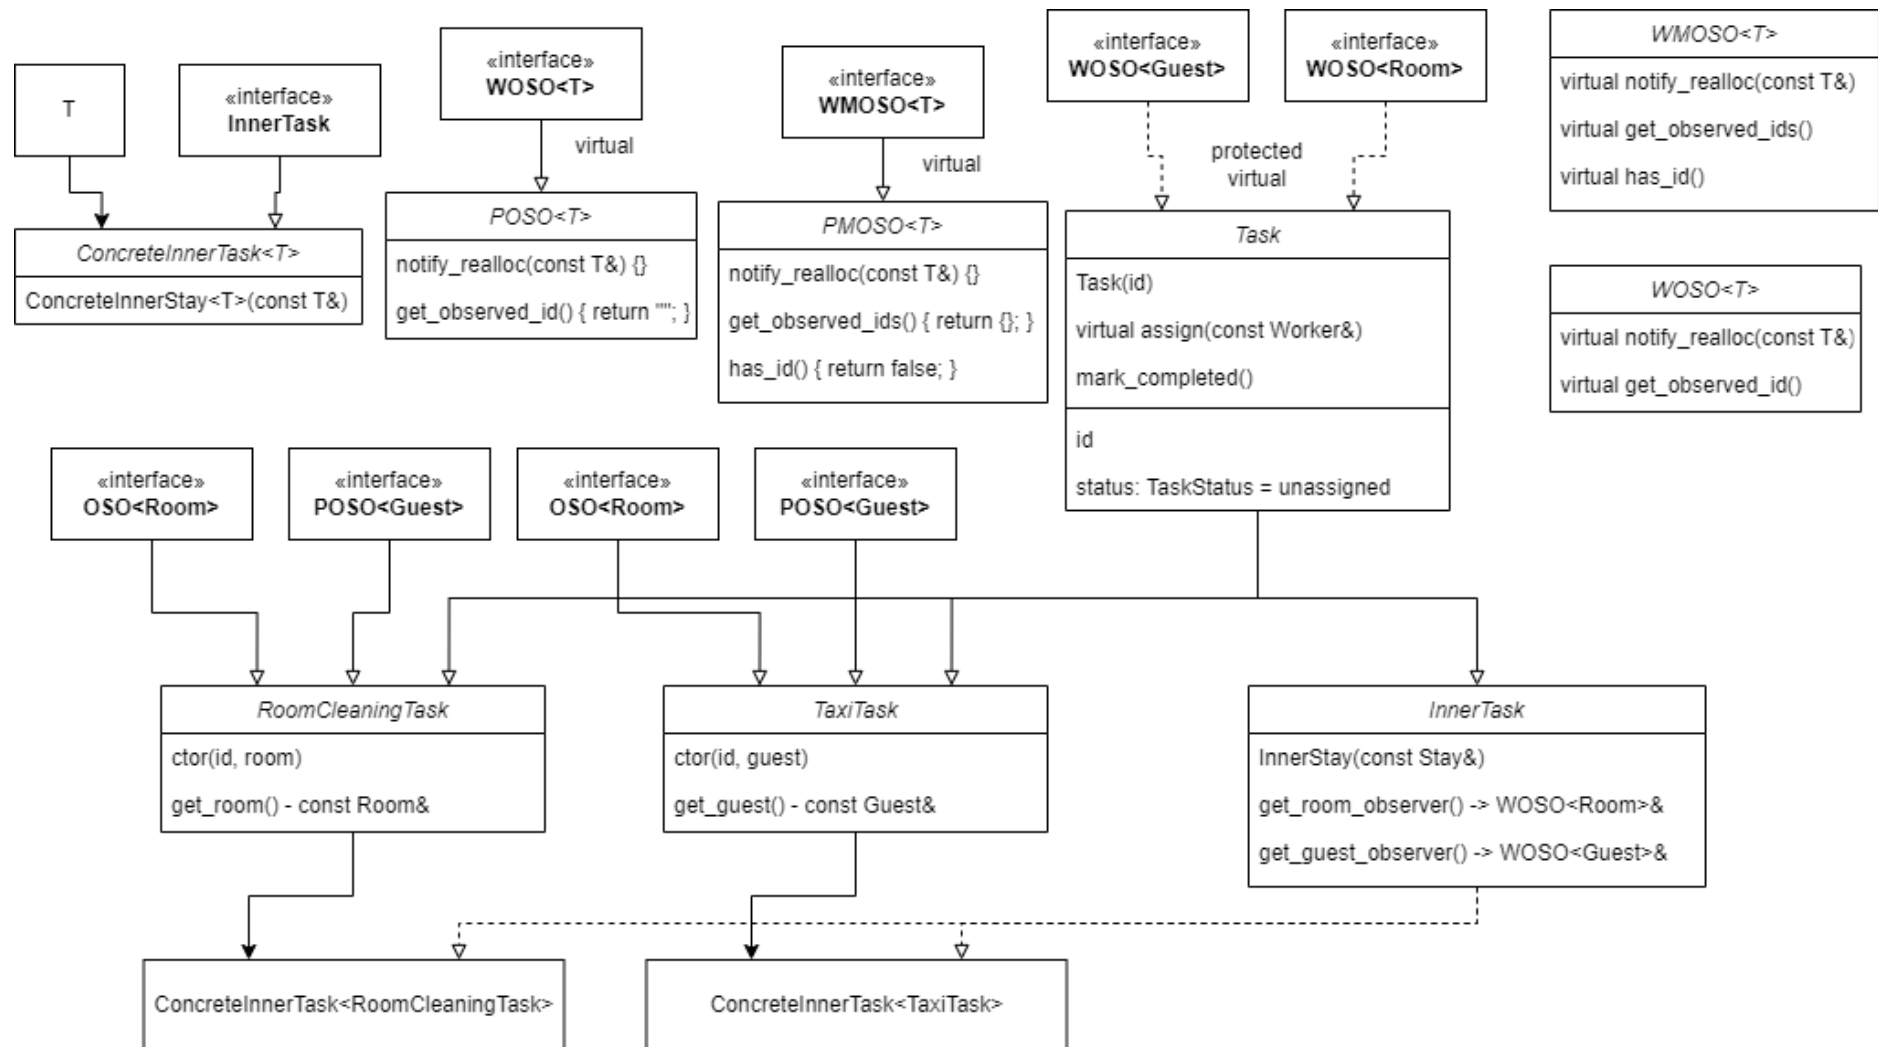 T
«interface»
InnerTask
ConcreteInnerTask<T>
ConcreteInnerStay<T>(const T&)
«interface»
WOSO<T>
virtual
POSO<T>
notify_realloc(const T&) {}
get_observed_id() { return ""; }
«interface»
WMOSO<T>
virtual
PMOSO<T>
notify_realloc(const T&) {}
get_observed_ids() { return {}; }
has_id() { return false; }
«interface»
WOSO<Guest>
«interface»
WOSO<Room>
protected
virtual
Task
Task(id)
virtual assign(const Worker&)
mark_completed()
id
status: TaskStatus = unassigned
WMOSO<T>
virtual notify_realloc(const T&)
virtual get_observed_ids()
virtual has_id()
WOSO<T>
virtual notify_realloc(const T&)
virtual get_observed_id()
«interface»
OSO<Room>
«interface»
POSO<Guest>
«interface»
OSO<Room>
«interface»
POSO<Guest>
RoomCleaningTask
ctor(id, room)
get_room() - const Room&
TaxiTask
ctor(id, guest)
get_guest() - const Guest&
InnerTask
InnerStay(const Stay&)
get_room_observer() -> WOSO<Room>&
get_guest_observer() -> WOSO<Guest>&
ConcreteInnerTask<RoomCleaningTask>
ConcreteInnerTask<TaxiTask>